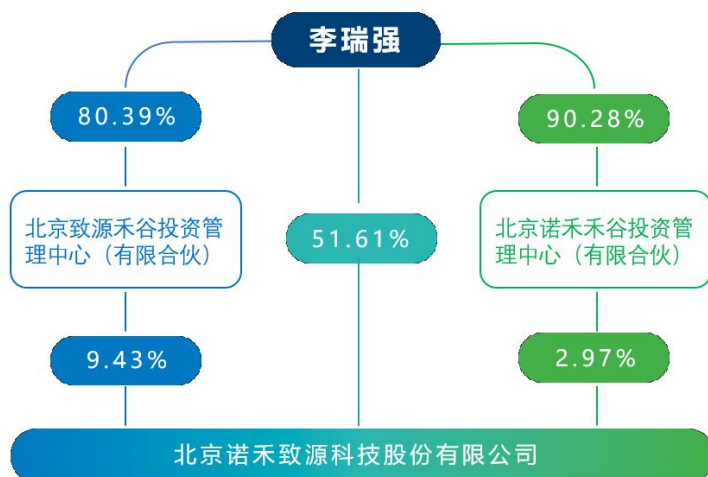 李瑞强
80.39%
90.28%
北京致源禾谷投资管
理中心（有限合伙）
51.61%
北京诺禾禾谷投资管
理中心（有限合伙）
9.43%
2.97%
北京诺禾致源科技股份有限公司